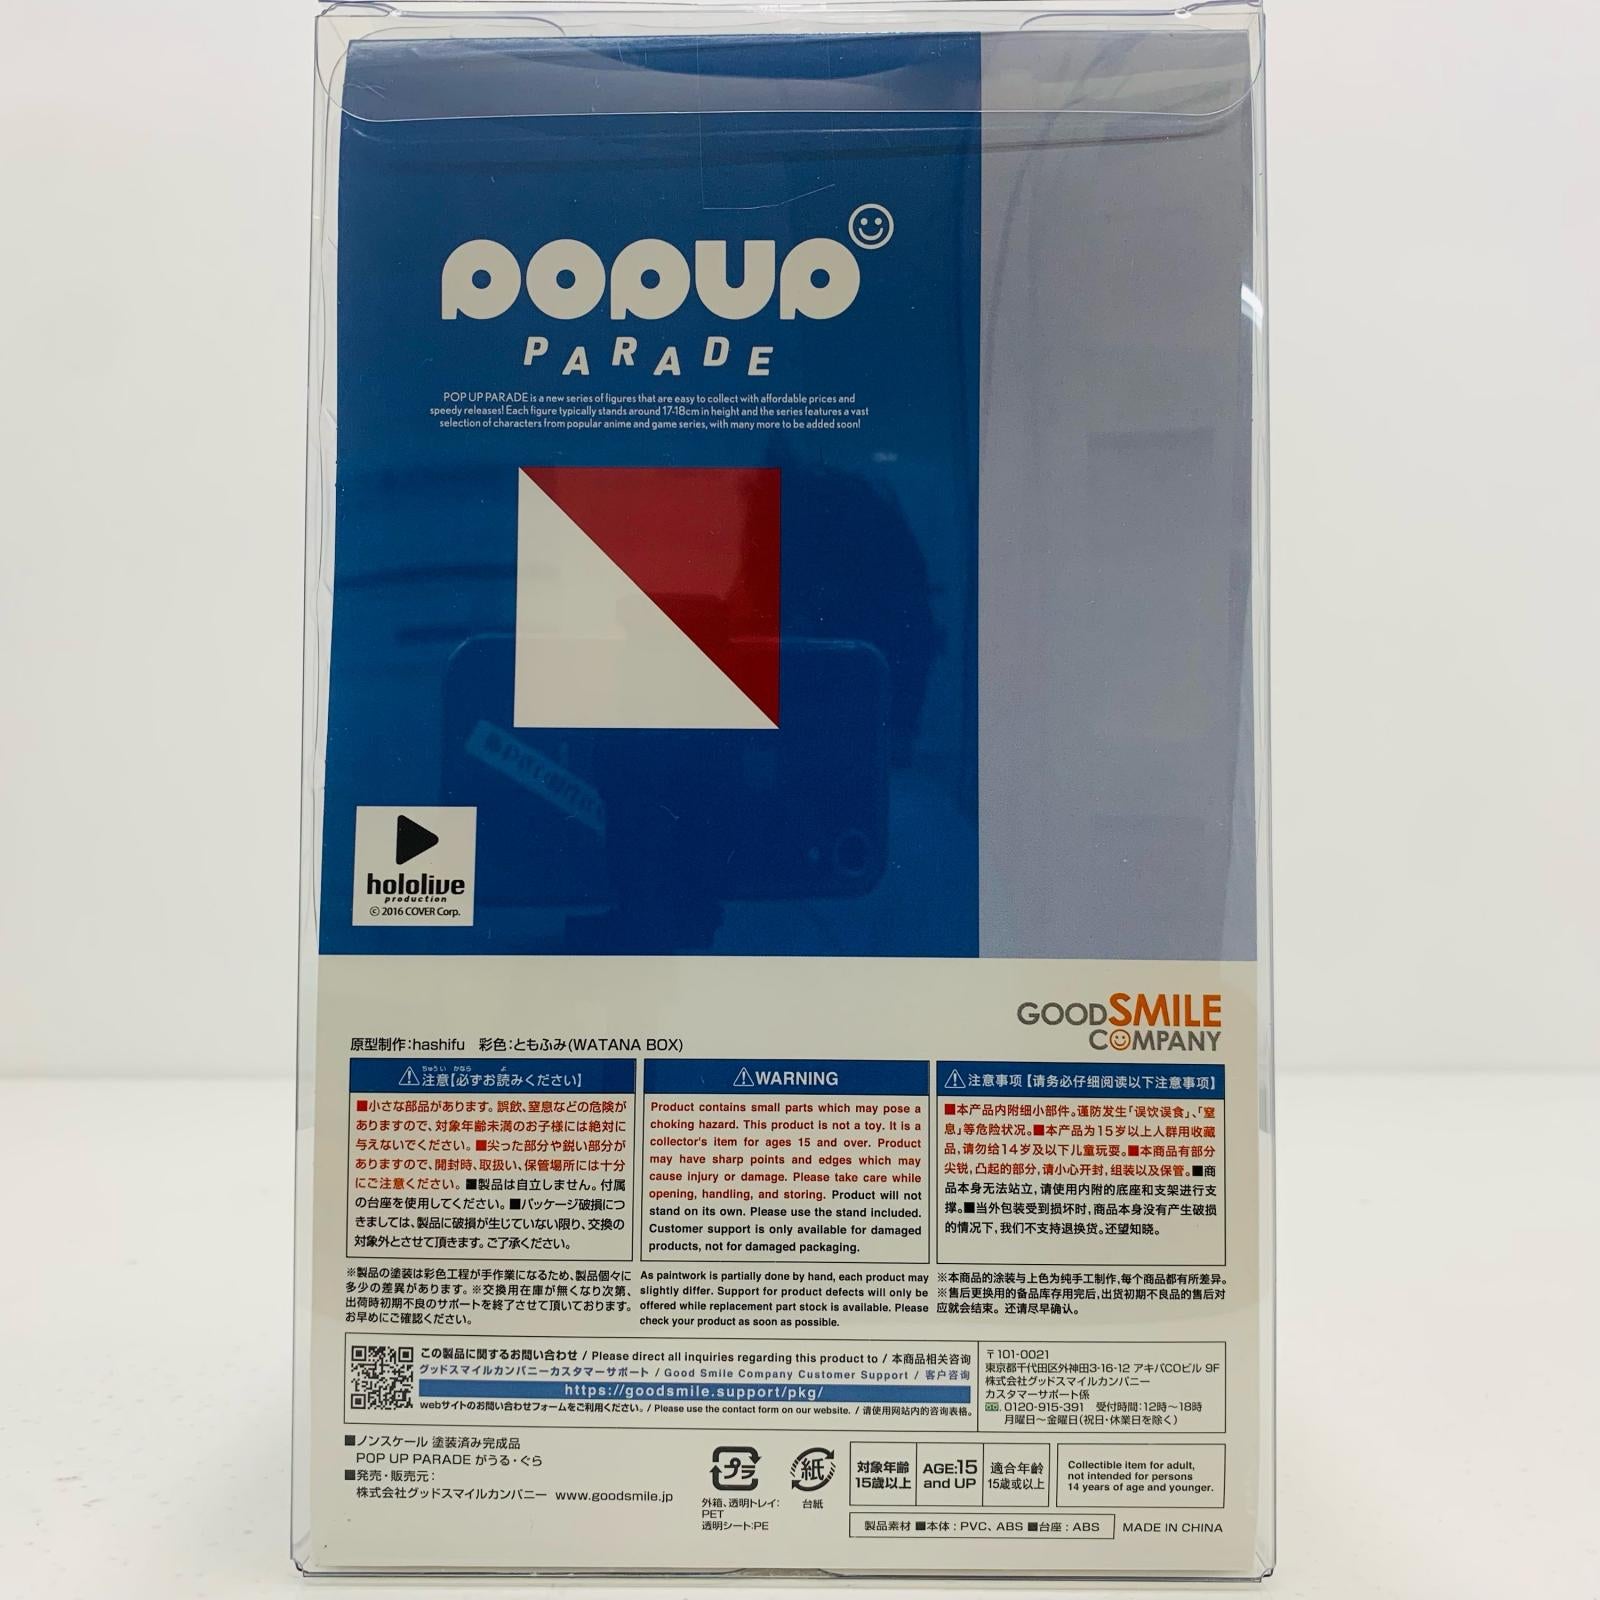 POPUP
PARADE
POP UP PARADE is a new series of figures that are easy to collect with affordable prices and
speedy releases! Each figure typically stands around 17-18cm in height and the series features a vast
selection of characters from popular anime and game series, with many more to be added soon!
hololive
production
© 2016 COVER Corp.
GOODSMILE
COMPANY
原型制作:hashifu 彩色:ともふみ(WATANA BOX)
ちゅうい かなら よ
⚠注意【必ずお読みください】
■小さな部品があります。誤飲、窒息などの危険が
ありますので、対象年齢未満のお子様には絶対に
与えないでください。■尖った部分や鋭い部分が
ありますので、開封時、取扱い、保管場所には十分
にご注意ください。■製品は自立しません。付属
の台座を使用してください。■パッケージ破損につ
きましては、製品に破損が生じていない限り、交換の
対象外とさせて頂きます。ご了承ください。
⚠WARNING
Product contains small parts which may pose a
choking hazard. This product is not a toy. It is a
collector's item for ages 15 and over. Product
may have sharp points and edges which may
cause injury or damage. Please take care while
opening, handling, and storing. Product will not
stand on its own. Please use the stand included.
Customer support is only available for damaged
products, not for damaged packaging.
⚠注意事项【请务必仔细阅读以下注意事项】
■本产品内附细小部件。谨防发生「误饮误食」、「窒
息」等危险状况。■本产品为15岁以上人群用收藏
品,请勿给14岁及以下儿童玩耍。■本商品有部分
尖锐,凸起的部分,请小心开封,组装以及保管。■商
品本身无法站立,请使用内附的底座和支架进行支
撑。■当外包装受到损坏时,商品本身没有产生破损
的情况下,我们不支持退换货。还望知晓。
※製品の塗装は彩色工程が手作業になるため、製品個々に
多少の差異があります。※交換用在庫が無くなり次第、
出荷時初期不良のサポートを終了させて頂いております。
お早めにご確認ください。
As paintwork is partially done by hand, each product may
slightly differ. Support for product defects will only be
offered while replacement part stock is available. Please
check your product as soon as possible.
※本商品的涂装与上色为纯手工制作,每个商品都有所差异。
※售后更换用的备品库存用完后,出货初期不良品的售后对
应就会结束。还请尽早确认。
この製品に関するお問い合わせ / Please direct all inquiries regarding this product to / 本商品相关咨询
グッドスマイルカンパニーカスタマーサポート / Good Smile Company Customer Support / 客户咨询
https://goodsmile.support/pkg/
webサイトのお問い合わせフォームをご利用ください。/ Please use the contact form on our website. / 请使用网站内的咨询表格。
〒101-0021
東京都千代田区外神田3-16-12 アキバCOビル 9F
株式会社グッドスマイルカンパニー
カスタマーサポート係
0120-915-391 受付時間:12時~18時
月曜日~金曜日(祝日・休業日を除く)
■ノンスケール 塗装済み完成品
POP UP PARADE がうる・ぐら
■発売・販売元:
株式会社グッドスマイルカンパニー www.goodsmile.jp
プラ
外箱、透明トレイ:
PET
透明シート:PE
紙
台紙
対象年齢
15歳以上
AGE:15
and UP
适合年龄
15歳或以上
Collectible item for adult,
not intended for persons
14 years of age and younger.
製品素材 ■本体:PVC、ABS ■台座:ABS
MADE IN CHINA